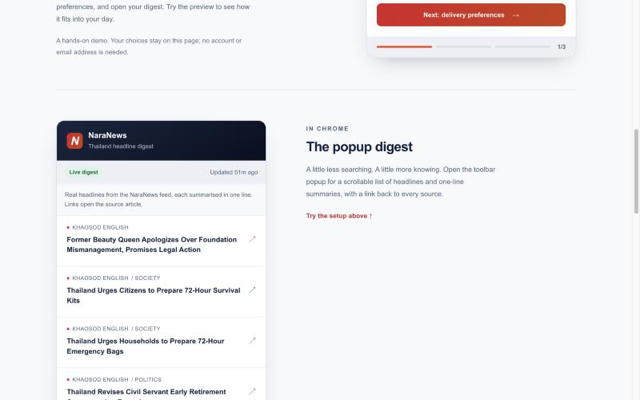 preferences, and open your digest. Try the preview to see how
it fits into your day.
A hands-on demo. Your choices stay on this page; no account or
email address is needed.
Next: delivery preferences →
1/3
N NaraNews
Thailand headline digest
Live digest
Updated 51m ago
Real headlines from the NaraNews feed, each summarised in one line.
Links open the source article.
KHAOSOD ENGLISH
Former Beauty Queen Apologizes Over Foundation
Mismanagement, Promises Legal Action
KHAOSOD ENGLISH / SOCIETY
Thailand Urges Citizens to Prepare 72-Hour Survival
Kits
KHAOSOD ENGLISH / SOCIETY
Thailand Urges Households to Prepare 72-Hour
Emergency Bags
KHAOSOD ENGLISH / POLITICS
Thailand Revises Civil Servant Early Retirement
IN CHROME
The popup digest
A little less searching. A little more knowing. Open the toolbar
popup for a scrollable list of headlines and one-line
summaries, with a link back to every source.
Try the setup above ↑